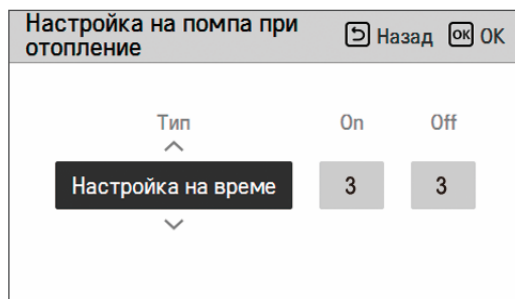 Настройка на помпа при
отопление
Назад OK OK
Тип On Off
Настройка на време 3 3